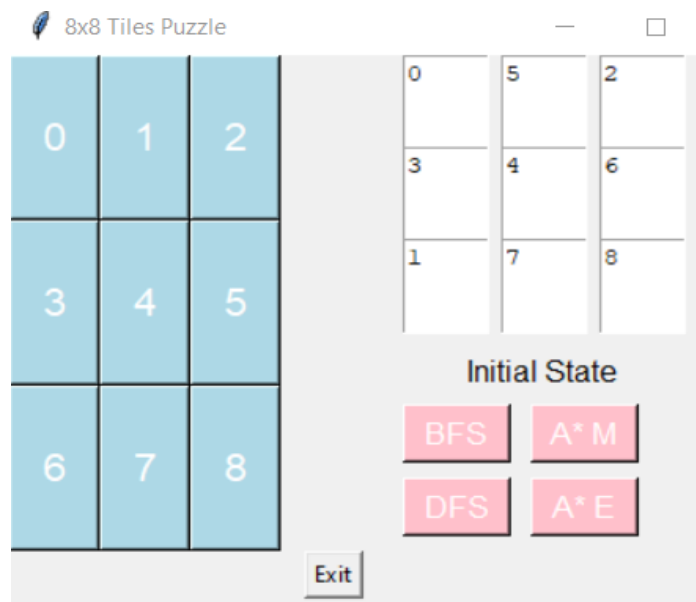 8x8 Tiles Puzzle
0 1 2
3 4 5
6 7 8
0 5 2
3 4 6
1 7 8
Initial State
BFS A* M
DFS A* E
Exit